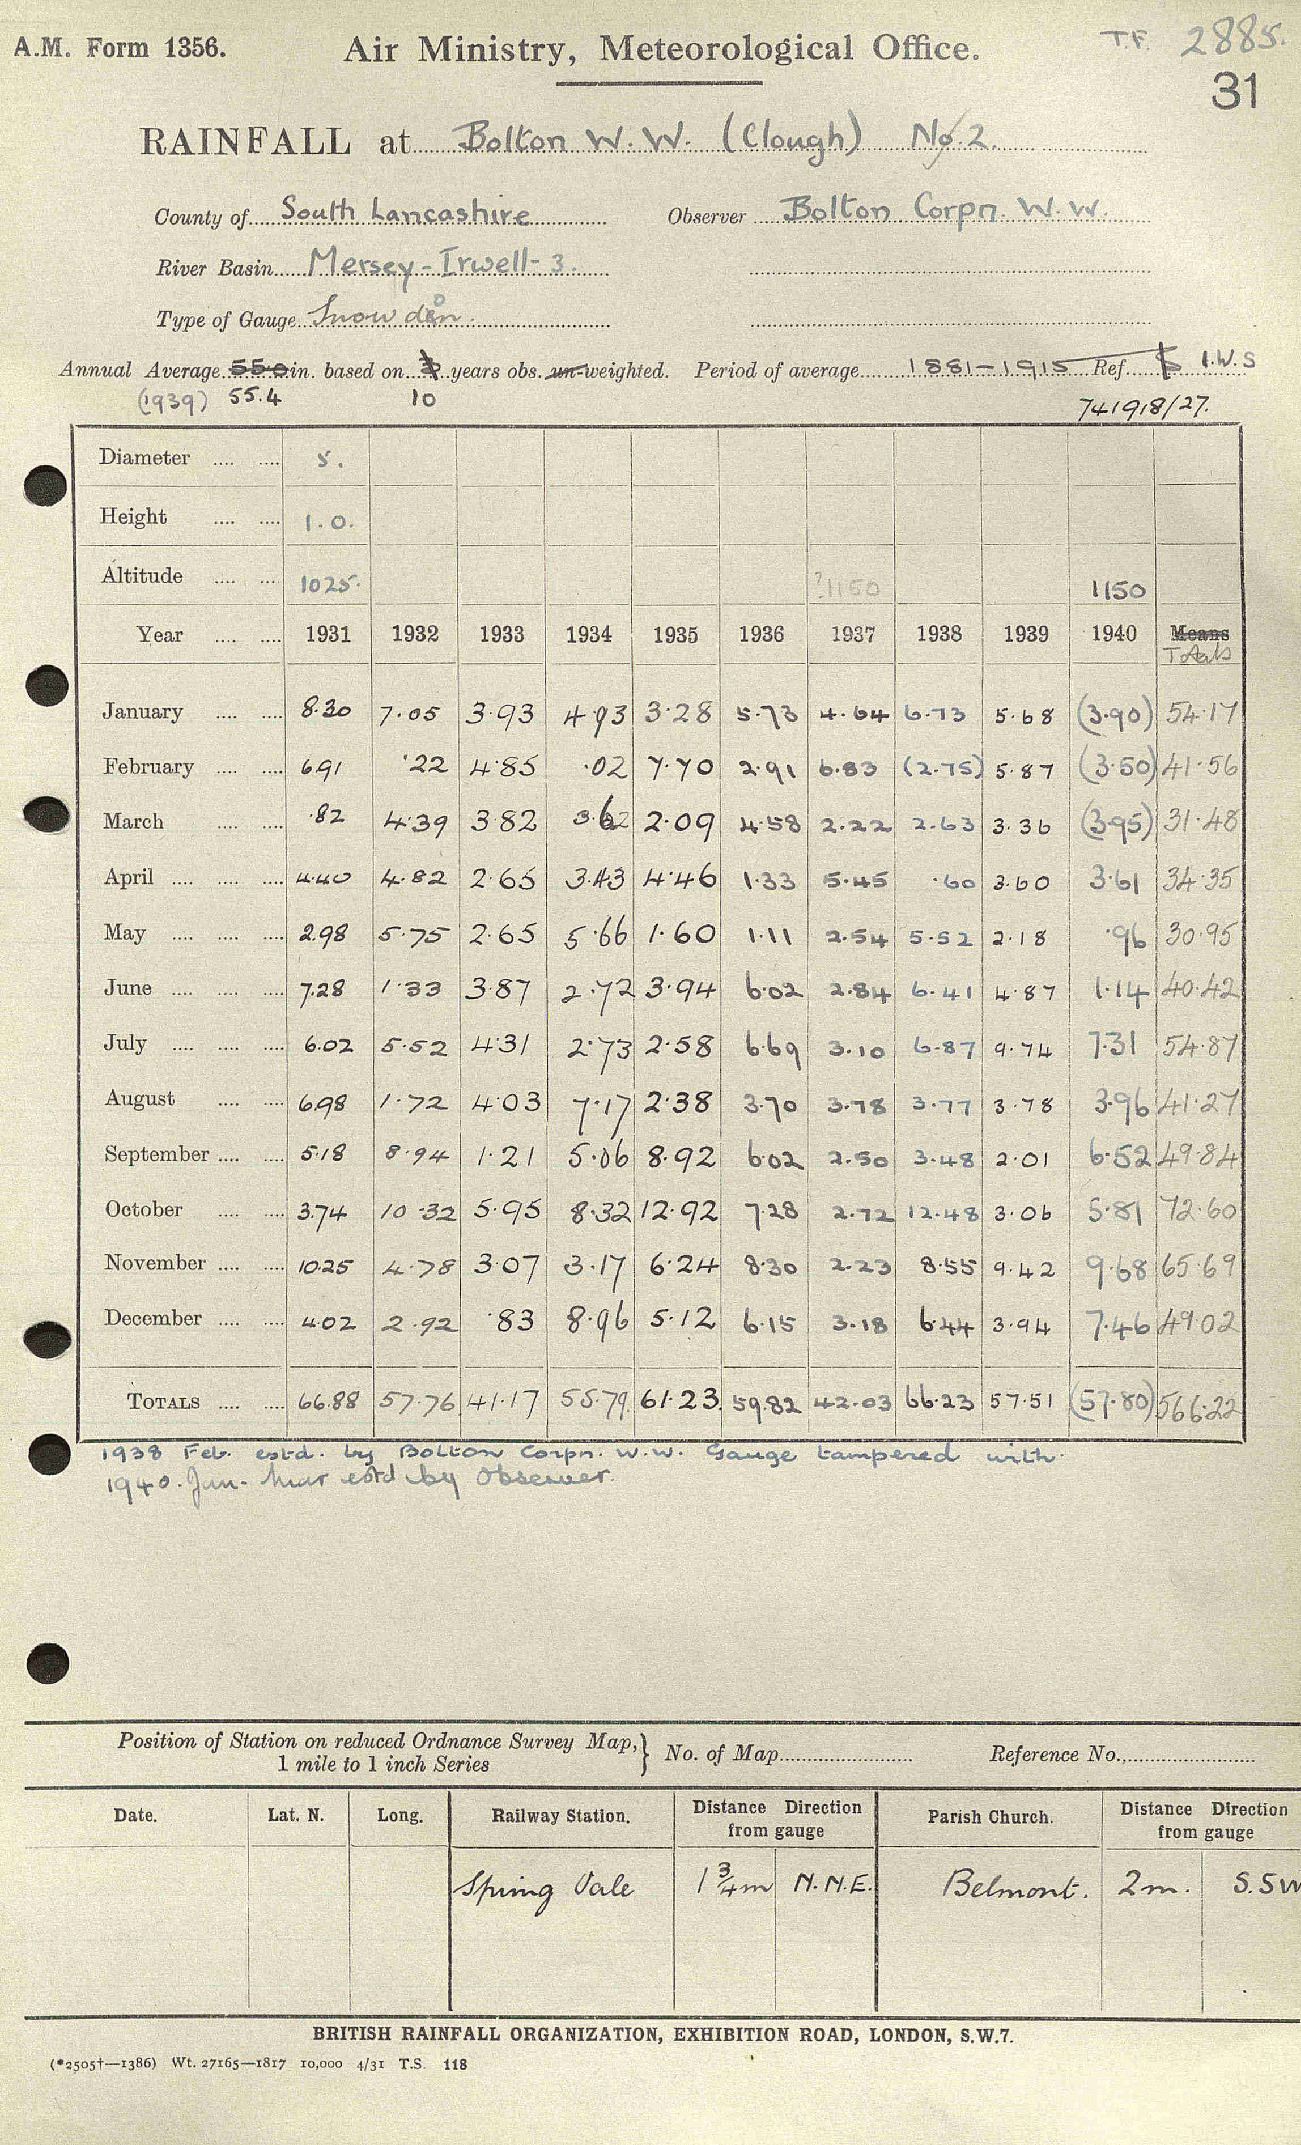 A.M. Form 1356. Air Ministry, Meteorological Office. T.F. 2885.
31
RAINFALL at Bolton W.W. (Clough) No.2.
County of South Lancashire Observer Bolton Corpn. W.W.
River Basin Mersey-Irwell-3.
Type of Gauge Snowdon
Annual Average 55.0 in. based on years obs. un-weighted. Period of average 1881-1915 Ref. I.W.S
(1939) 55.4 10 741918/27.
Diameter 5.
Height 1.0.
Altitude 1025. ?1150 1150
Year 1931 1932 1933 1934 1935 1936 1937 1938 1939 1940 Means
Totals
January 8.30 7.05 3.93 4.93 3.28 5.73 4.64 6.73 5.68 (3.90) 54.17
February 6.91 .22 4.85 .02 7.70 2.91 6.83 (2.75) 5.87 (3.50) 41.56
March .82 4.39 3.82 3.62 2.09 4.58 2.22 2.63 3.36 (3.95) 31.48
April 4.40 4.82 2.65 3.43 4.46 1.33 5.45 .60 3.60 3.61 34.35
May 2.98 5.75 2.65 5.66 1.60 1.11 2.54 5.52 2.18 .96 30.95
June 7.28 1.33 3.87 2.72 3.94 6.02 2.84 6.41 4.87 1.14 40.42
July 6.02 5.52 4.31 2.73 2.58 6.69 3.10 6.87 9.74 7.31 54.87
August 6.98 1.72 4.03 7.17 2.38 3.70 3.78 3.77 3.78 3.96 41.27
September 5.18 8.94 1.21 5.06 8.92 6.02 2.50 3.48 2.01 6.52 49.84
October 3.74 10.32 5.95 8.32 12.92 7.28 2.72 12.48 3.06 5.81 72.60
November 10.25 4.78 3.07 3.17 6.24 8.30 2.23 8.55 9.42 9.68 65.69
December 4.02 2.92 .83 8.96 5.12 6.15 3.18 6.44 3.94 7.46 49.02
TOTALS 66.88 57.76 41.17 55.79 61.23 59.82 42.03 66.23 57.51 (57.80) 566.22
1938 Feb. estd. by Bolton Corpn. W.W. Gauge tampered with
1940. Jan- Mar estd by Observer.
Position of Station on reduced Ordnance Survey Map,
1 mile to 1 inch Series } No. of Map Reference No.
Date. Lat. N. Long. Railway Station. Distance Direction from gauge Parish Church. Distance Direction from gauge
Spring Vale 1¾m N.N.E. Belmont. 2m. S.SW
BRITISH RAINFALL ORGANIZATION, EXHIBITION ROAD, LONDON, S.W.7.
(*2505†—1386) Wt. 27165—1817 10,000 4/31 T.S. 118